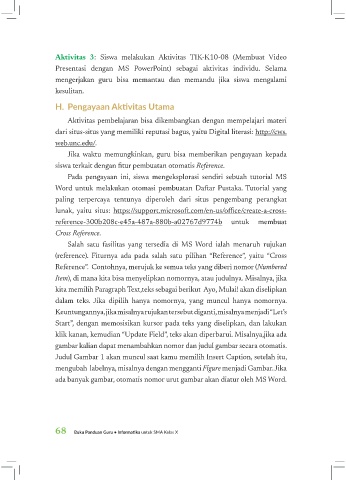 Aktivitas 3: Siswa melakukan Aktivitas TIK-K10-08 (Membuat Video
Presentasi dengan MS PowerPoint) sebagai aktivitas individu. Selama
mengerjakan guru bisa memantau dan memandu jika siswa mengalami
kesulitan.
H. Pengayaan Aktivitas Utama
Aktivitas pembelajaran bisa dikembangkan dengan mempelajari materi
dari situs-situs yang memiliki reputasi bagus, yaitu Digital literasi: http://cws.
web.unc.edu/.
Jika waktu memungkinkan, guru bisa memberikan pengayaan kepada
siswa terkait dengan fitur pembuatan otomatis Reference.
Pada pengayaan ini, siswa mengeksplorasi sendiri sebuah tutorial MS
Word untuk melakukan otomasi pembuatan Daftar Pustaka. Tutorial yang
paling terpercaya tentunya diperoleh dari situs pengembang perangkat
lunak, yaitu situs: https://support.microsoft.com/en-us/office/create-a-cross-
reference-300b208c-e45a-487a-880b-a02767d9774b untuk membuat
Cross Reference.
Salah satu fasilitas yang tersedia di MS Word ialah menaruh rujukan
(reference). Fiturnya ada pada salah satu pilihan “Reference”, yaitu “Cross
Reference”. Contohnya, merujuk ke semua teks yang diberi nomor (Numbered
Item), di mana kita bisa menyelipkan nomornya, atau judulnya. Misalnya, jika
kita memilih Paragraph Text,teks sebagai berikut Ayo, Mulai! akan diselipkan
dalam teks. Jika dipilih hanya nomornya, yang muncul hanya nomornya.
Keuntungannya, jika misalnya rujukan tersebut diganti, misalnya menjadi “Let’s
Start”, dengan memosisikan kursor pada teks yang diselipkan, dan lakukan
klik kanan, kemudian “Update Field”, teks akan diperbarui. Misalnya,jika ada
gambar kalian dapat menambahkan nomor dan judul gambar secara otomatis.
Judul Gambar 1 akan muncul saat kamu memilih Insert Caption, setelah itu,
mengubah labelnya, misalnya dengan mengganti Figure menjadi Gambar. Jika
ada banyak gambar, otomatis nomor urut gambar akan diatur oleh MS Word.
68 Buku Panduan Guru • Informatika untuk SMA Kelas X